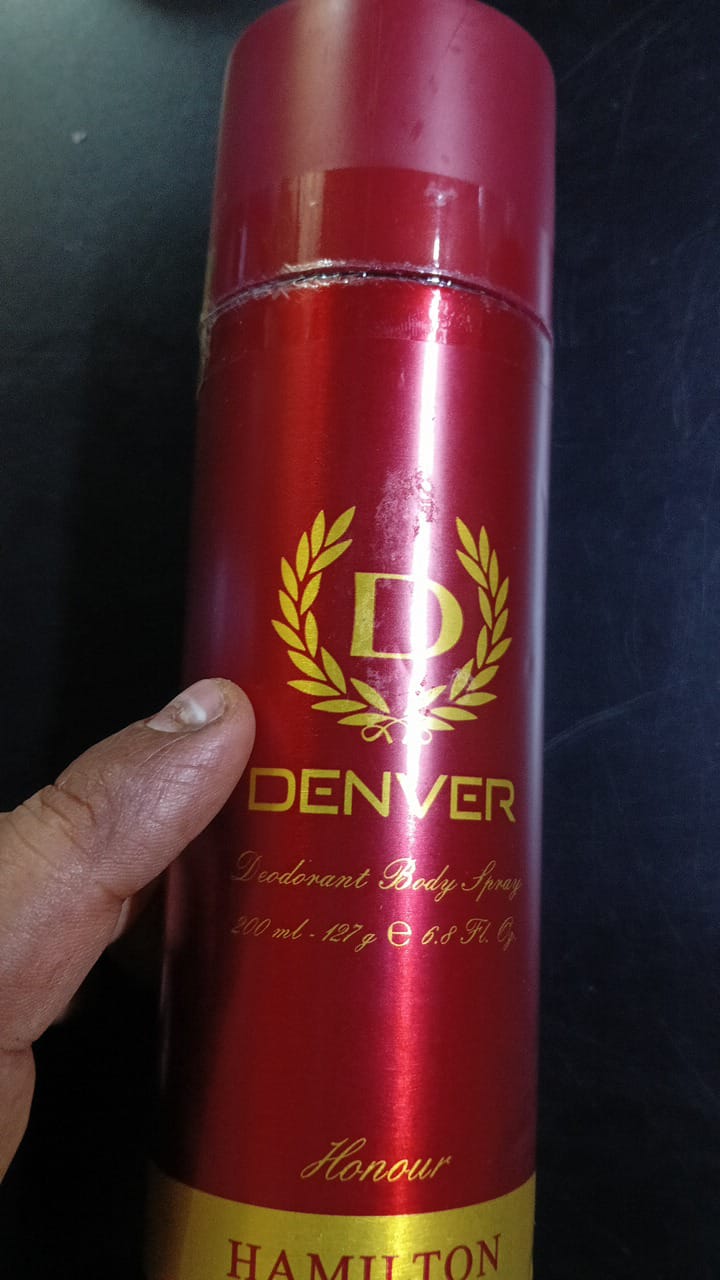 D
DENVER
Deodorant Body Spray
200 ml - 127 g e 6.8 Fl. Oz.
Honour
HAMILTON